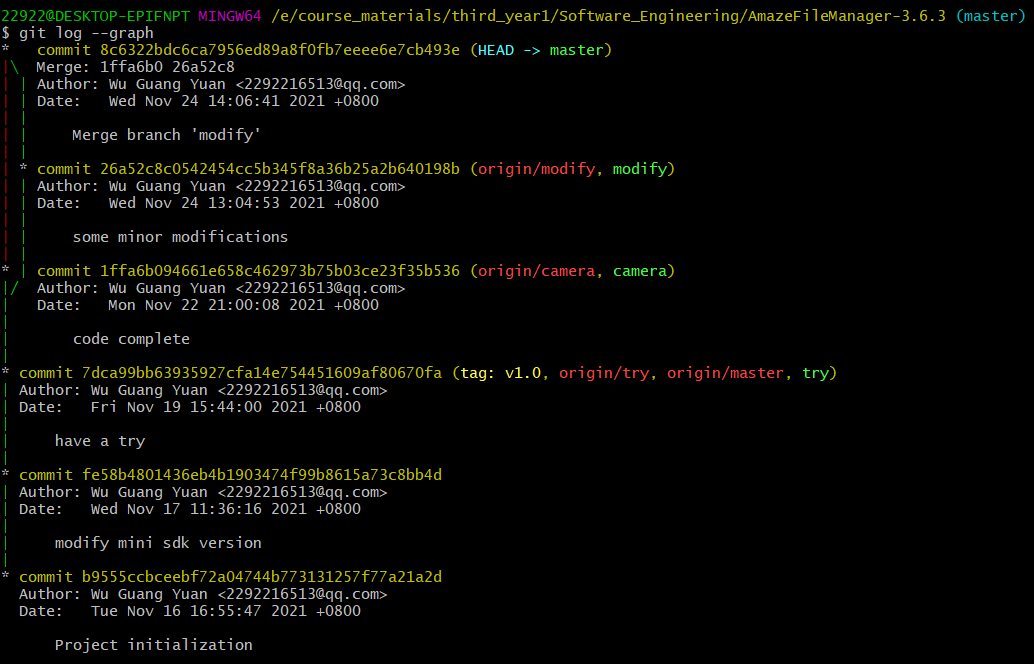 22922@DESKTOP-EPIFNPT MINGW64 /e/course_materials/third_year1/Software_Engineering/AmazeFileManager-3.6.3 (master)
$ git log --graph
*   commit 8c6322bdc6ca7956ed89a8f0fb7eeee6e7cb493e (HEAD -> master)
|\  Merge: 1ffa6b0 26a52c8
| | Author: Wu Guang Yuan <2292216513@qq.com>
| | Date:   Wed Nov 24 14:06:41 2021 +0800
| |
| |     Merge branch 'modify'
| |
| * commit 26a52c8c0542454cc5b345f8a36b25a2b640198b (origin/modify, modify)
| | Author: Wu Guang Yuan <2292216513@qq.com>
| | Date:   Wed Nov 24 13:04:53 2021 +0800
| |
| |     some minor modifications
| |
* | commit 1ffa6b094661e658c462973b75b03ce23f35b536 (origin/camera, camera)
|/  Author: Wu Guang Yuan <2292216513@qq.com>
|   Date:   Mon Nov 22 21:00:08 2021 +0800
|
|       code complete
|
* commit 7dca99bb63935927cfa14e754451609af80670fa (tag: v1.0, origin/try, origin/master, try)
| Author: Wu Guang Yuan <2292216513@qq.com>
| Date:   Fri Nov 19 15:44:00 2021 +0800
|
|     have a try
|
* commit fe58b4801436eb4b1903474f99b8615a73c8bb4d
| Author: Wu Guang Yuan <2292216513@qq.com>
| Date:   Wed Nov 17 11:36:16 2021 +0800
|
|     modify mini sdk version
|
* commit b9555ccbceebf72a04744b773131257f77a21a2d
  Author: Wu Guang Yuan <2292216513@qq.com>
  Date:   Tue Nov 16 16:55:47 2021 +0800

      Project initialization